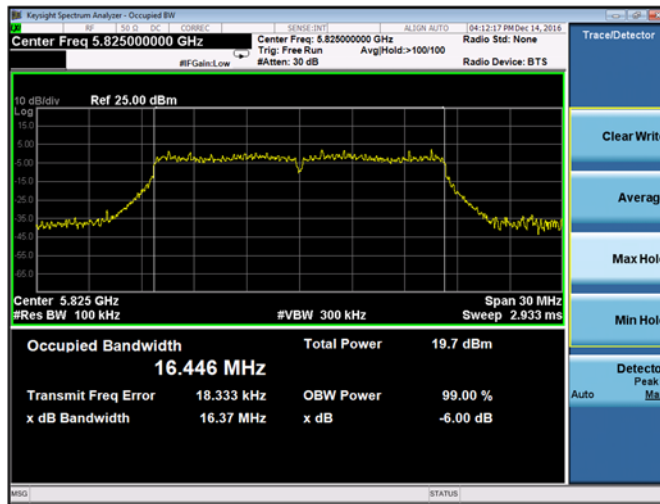 Keysight Spectrum Analyzer - Occupied BW
RF 50 Ω DC CORREC SENSE:INT ALIGN AUTO 04:12:17 PM Dec 14, 2016
Center Freq 5.825000000 GHz
Center Freq: 5.825000000 GHz
Radio Std: None
Trig: Free Run Avg|Hold:>100/100
#IFGain:Low
#Atten: 30 dB
Radio Device: BTS
10 dB/div Ref 25.00 dBm
Log
15.0
5.00
-5.00
-15.0
-25.0
-35.0
-45.0
-55.0
-65.0
Center 5.825 GHz Span 30 MHz
#Res BW 100 kHz #VBW 300 kHz Sweep 2.933 ms
Occupied Bandwidth Total Power 19.7 dBm
16.446 MHz
Transmit Freq Error 18.333 kHz OBW Power 99.00 %
x dB Bandwidth 16.37 MHz x dB -6.00 dB
MSG STATUS
Trace/Detector
Clear Write
Averag
Max Hol
Min Hol
Detecto
Peak
Auto Ma